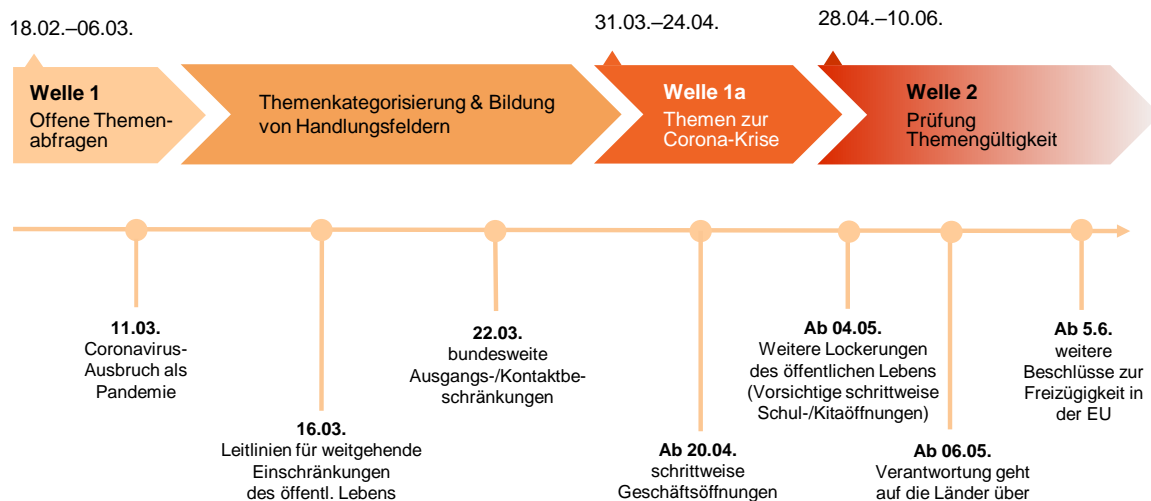 18.02.–06.03.
31.03.–24.04.
28.04.–10.06.
Welle 1
Offene Themen-
abfragen
Themenkategorisierung & Bildung
von Handlungsfeldern
Welle 1a
Themen zur
Corona-Krise
Welle 2
Prüfung
Themengültigkeit
11.03.
Coronavirus-
Ausbruch als
Pandemie
16.03.
Leitlinien für weitgehende
Einschränkungen
des öffentl. Lebens
22.03.
bundesweite
Ausgangs-/Kontaktbe-
schränkungen
Ab 20.04.
schrittweise
Geschäftsöffnungen
Ab 04.05.
Weitere Lockerungen
des öffentlichen Lebens
(Vorsichtige schrittweise
Schul-/Kitaöffnungen)
Ab 06.05.
Verantwortung geht
auf die Länder über
Ab 5.6.
weitere
Beschlüsse zur
Freizügigkeit in
der EU